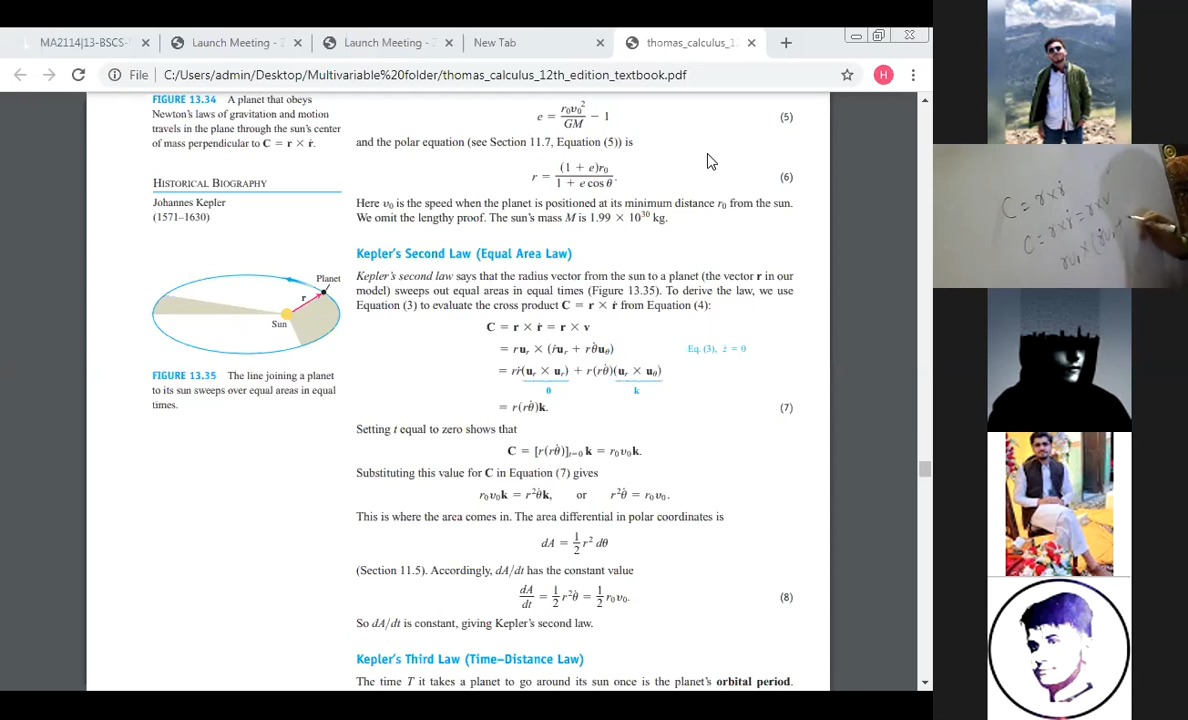 MA2114|13-BSCS-
Launch Meeting - Z
Launch Meeting - Z
New Tab
thomas_calculus_12
File
C:/Users/admin/Desktop/Multivariable%20folder/thomas_calculus_12th_edition_textbook.pdf
H
FIGURE 13.34 A planet that obeys
Newton's laws of gravitation and motion
travels in the plane through the sun's center
of mass perpendicular to C = r × ṙ.
HISTORICAL BIOGRAPHY
Johannes Kepler
(1571–1630)
Planet
r
Sun
FIGURE 13.35 The line joining a planet
to its sun sweeps over equal areas in equal
times.
e = r₀v₀²/GM − 1 (5)
and the polar equation (see Section 11.7, Equation (5)) is
r = (1 + e)r₀/1 + e cos θ. (6)
Here v₀ is the speed when the planet is positioned at its minimum distance r₀ from the sun.
We omit the lengthy proof. The sun's mass M is 1.99 × 10³⁰ kg.
Kepler's Second Law (Equal Area Law)
Kepler's second law says that the radius vector from the sun to a planet (the vector r in our
model) sweeps out equal areas in equal times (Figure 13.35). To derive the law, we use
Equation (3) to evaluate the cross product C = r × ṙ from Equation (4):
C = r × ṙ = r × v
= ru_r × (ṙu_r + rθ̇u_θ) Eq. (3), ż = 0
= rṙ(u_r × u_r) + r(rθ̇)(u_r × u_θ)
0 k
= r(rθ̇)k. (7)
Setting t equal to zero shows that
C = [r(rθ̇)]_t=0 k = r₀v₀k.
Substituting this value for C in Equation (7) gives
r₀v₀k = r²θ̇k, or r²θ̇ = r₀v₀.
This is where the area comes in. The area differential in polar coordinates is
dA = 1/2 r² dθ
(Section 11.5). Accordingly, dA/dt has the constant value
dA/dt = 1/2 r²θ̇ = 1/2 r₀v₀. (8)
So dA/dt is constant, giving Kepler's second law.
Kepler's Third Law (Time–Distance Law)
The time T it takes a planet to go around its sun once is the planet's orbital period.
C = r × ṙ
C = r × ṙ = r × v